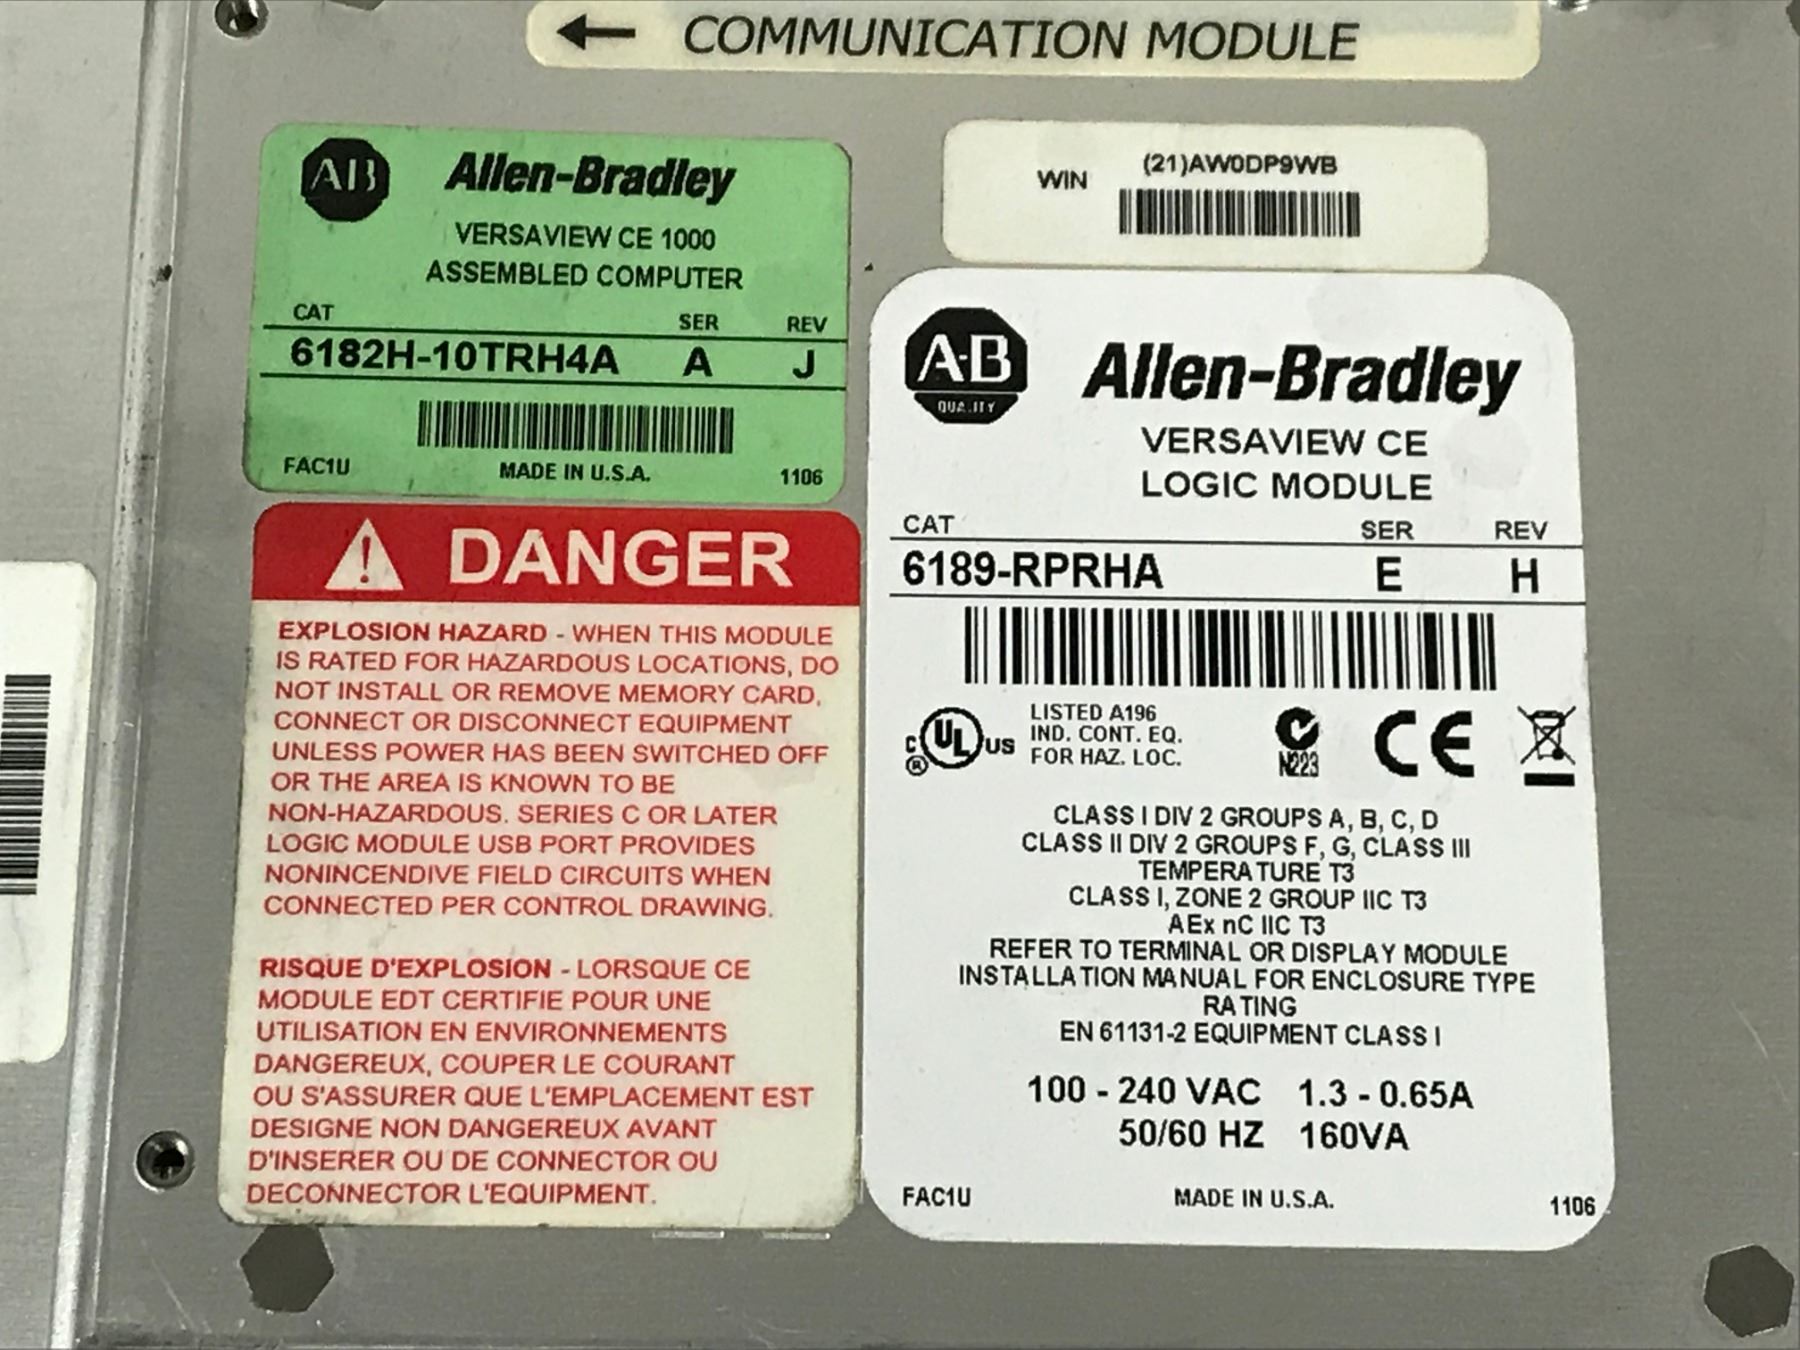 ← COMMUNICATION MODULE
AB Allen-Bradley
VERSAVIEW CE 1000
ASSEMBLED COMPUTER
CAT SER REV
6182H-10TRH4A A J
FAC1U MADE IN U.S.A. 1106
WIN (21)AW0DP9WB
DANGER
EXPLOSION HAZARD - WHEN THIS MODULE
IS RATED FOR HAZARDOUS LOCATIONS, DO
NOT INSTALL OR REMOVE MEMORY CARD,
CONNECT OR DISCONNECT EQUIPMENT
UNLESS POWER HAS BEEN SWITCHED OFF
OR THE AREA IS KNOWN TO BE
NON-HAZARDOUS. SERIES C OR LATER
LOGIC MODULE USB PORT PROVIDES
NONINCENDIVE FIELD CIRCUITS WHEN
CONNECTED PER CONTROL DRAWING.
RISQUE D'EXPLOSION - LORSQUE CE
MODULE EDT CERTIFIE POUR UNE
UTILISATION EN ENVIRONNEMENTS
DANGEREUX, COUPER LE COURANT
OU S'ASSURER QUE L'EMPLACEMENT EST
DESIGNE NON DANGEREUX AVANT
D'INSERER OU DE CONNECTOR OU
DECONNECTOR L'EQUIPMENT.
A-B QUALITY
Allen-Bradley
VERSAVIEW CE
LOGIC MODULE
CAT SER REV
6189-RPRHA E H
C UL US ®
LISTED A196
IND. CONT. EQ.
FOR HAZ. LOC.
N223
CE
CLASS I DIV 2 GROUPS A, B, C, D
CLASS II DIV 2 GROUPS F, G, CLASS III
TEMPERATURE T3
CLASS I, ZONE 2 GROUP IIC T3
AEx nC IIC T3
REFER TO TERMINAL OR DISPLAY MODULE
INSTALLATION MANUAL FOR ENCLOSURE TYPE
RATING
EN 61131-2 EQUIPMENT CLASS I
100 - 240 VAC 1.3 - 0.65A
50/60 HZ 160VA
FAC1U MADE IN U.S.A. 1106